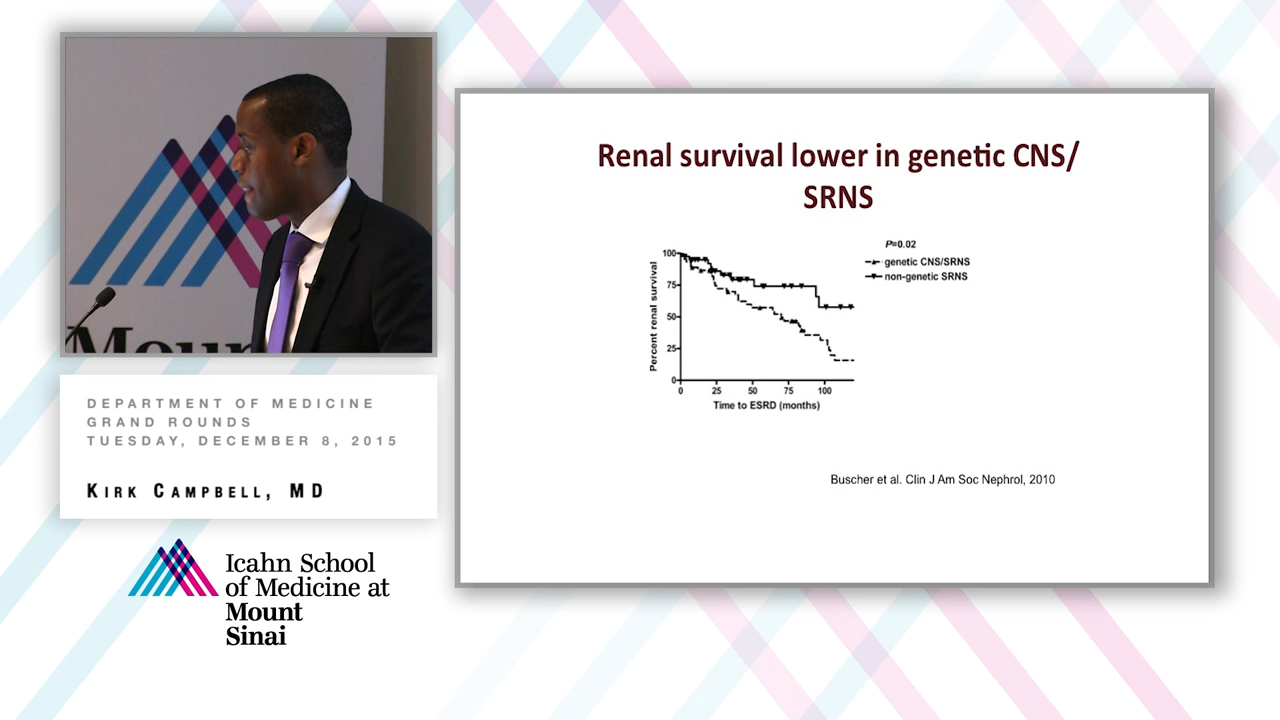 Moun
DEPARTMENT OF MEDICINE
GRAND ROUNDS
TUESDAY, DECEMBER 8, 2015
KIRK CAMPBELL, MD
Icahn School
of Medicine at
Mount
Sinai
Renal survival lower in genetic CNS/
SRNS
P=0.02
genetic CNS/SRNS
non-genetic SRNS
Percent renal survival
100
75
50
25
0
0 25 50 75 100
Time to ESRD (months)
Buscher et al. Clin J Am Soc Nephrol, 2010